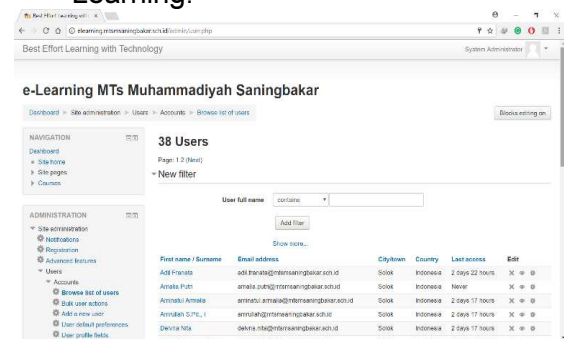 Learning.
Best Effort Learning with
elearning.mtsmsaningbakar.sch.id/admin/user.php
Best Effort Learning with Technology
System Administrator
e-Learning MTs Muhammadiyah Saningbakar
Dashboard ► Site administration ► Users ► Accounts ► Browse list of users
Blocks editing on
NAVIGATION
Dashboard
Site home
Site pages
Courses
ADMINISTRATION
Site administration
Notifications
Registration
Advanced features
Users
Accounts
Browse list of users
Bulk user actions
Add a new user
User default preferences
User profile fields
38 Users
Page: 1 2 (Next)
New filter
User full name contains
Add filter
Show more...
First name / Surname Email address City/town Country Last access Edit
Adil Franata adil.franata@mtsmsaningbakar.sch.id Solok Indonesia 2 days 22 hours
Amalia Putri amalia.putri@mtsmsaningbakar.sch.id Solok Indonesia Never
Aminatul Armalia aminatul.armalia@mtsmsaningbakar.sch.id Solok Indonesia 2 days 17 hours
Amrullah S.Pd., I amrullah@mtsmsaningbakar.sch.id Solok Indonesia 2 days 17 hours
Delvina Nita delvina.nita@mtsmsaningbakar.sch.id Solok Indonesia 2 days 17 hours